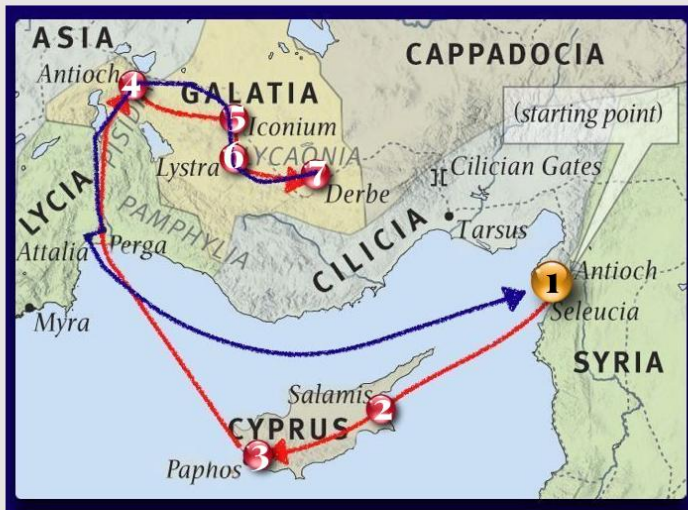 ASIA
CAPPADOCIA
Antioch
4
GALATIA
(starting point)
5
Iconium
PISID
6
YCAONIA
Lystra
Cilician Gates
7
Derbe
LYCIA
PAMPHYLIA
CILICIA
Tarsus
Attalia
Perga
1
Antioch
Seleucia
Myra
SYRIA
Salamis
2
CYPRUS
3
Paphos